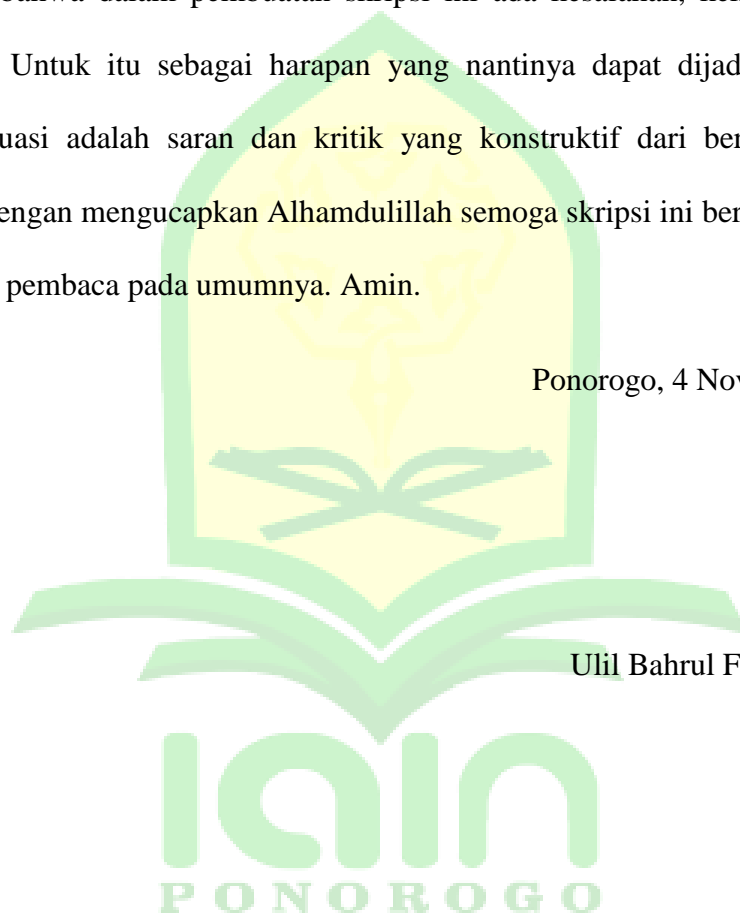 bahwa dalam pembuatan skripsi ini ada kesalahan,
Untuk itu sebagai harapan yang nantinya dapat dijad
uasi adalah saran dan kritik yang konstruktif dari ber
engan mengucapkan Alhamdulillah semoga skripsi ini ber
pembaca pada umumnya. Amin.
Ponorogo, 4 Nov
Ulil Bahrul F
iain
PONOROGO